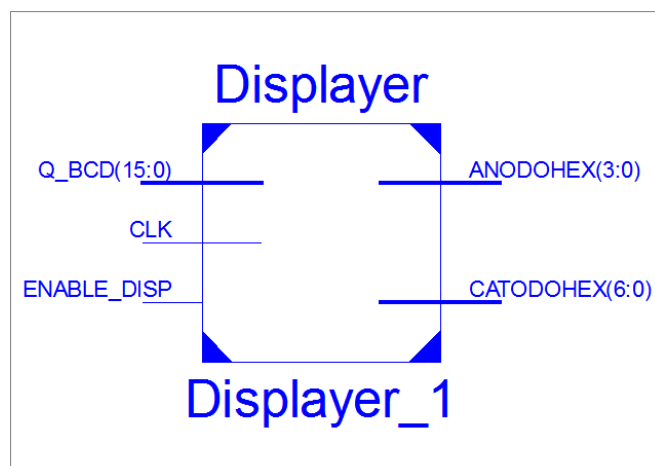 Displayer
Q_BCD(15:0)
ANODOHEX(3:0)
CLK
ENABLE_DISP
CATODOHEX(6:0)
Displayer_1